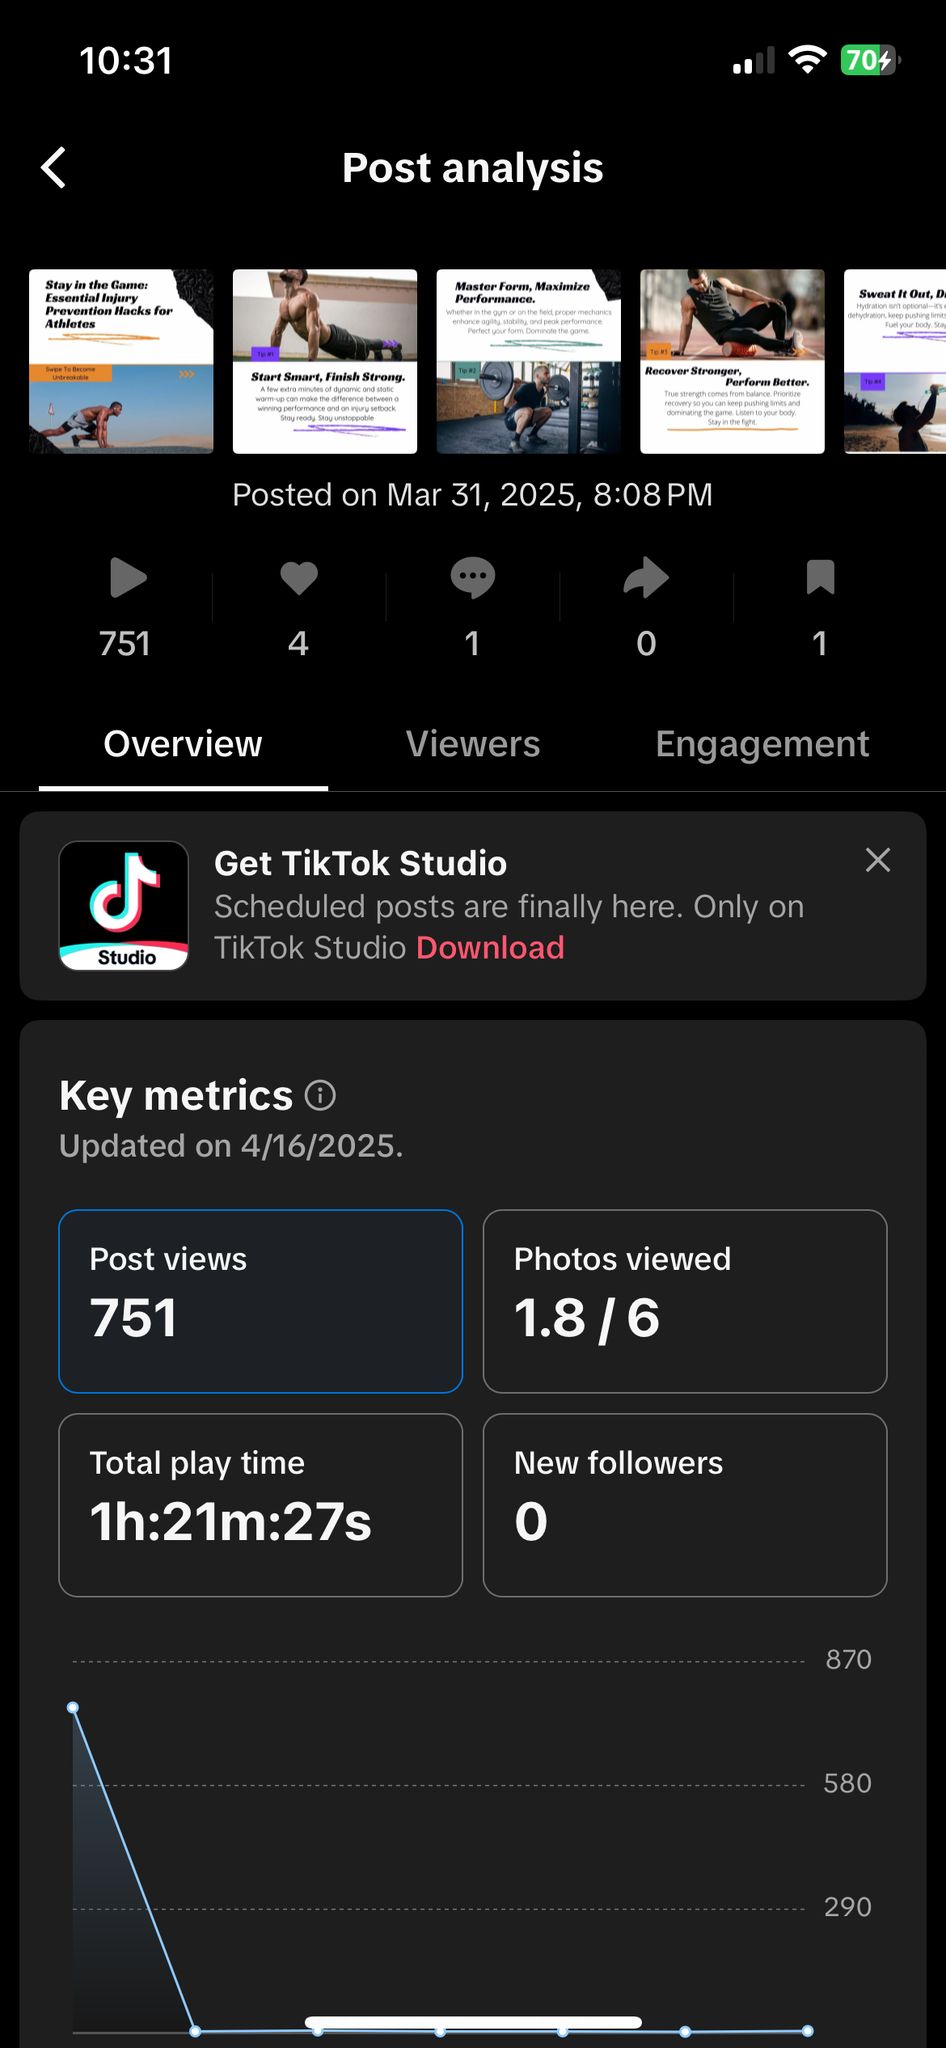 10:31
70
Post analysis
Stay in the Game:
Essential Injury
Prevention Hacks for
Athletes
Swipe To Become
Unbreakable
>>>
Tip #1
Start Smart, Finish Strong.
A few extra minutes of dynamic and static
warm-up can make the difference between a
winning performance and an injury setback.
Stay ready. Stay unstoppable
Master Form, Maximize
Performance.
Whether in the gym or on the field, proper mechanics
enhance agility, stability, and peak performance.
Perfect your form. Dominate the game.
Tip #2
Tip #3
Recover Stronger,
Perform Better.
True strength comes from balance. Prioritize
recovery so you can keep pushing limits and
dominating the game. Listen to your body.
Stay in the fight.
Sweat It Out, D
Hydration isn't optional—it's
dehydration, keep pushing limits
Fuel your body. Sta
Tip #4
Posted on Mar 31, 2025, 8:08 PM
751
4
1
0
1
Overview
Viewers
Engagement
Get TikTok Studio
Scheduled posts are finally here. Only on
TikTok Studio Download
Studio
Key metrics
Updated on 4/16/2025.
Post views
751
Photos viewed
1.8 / 6
Total play time
1h:21m:27s
New followers
0
870
580
290